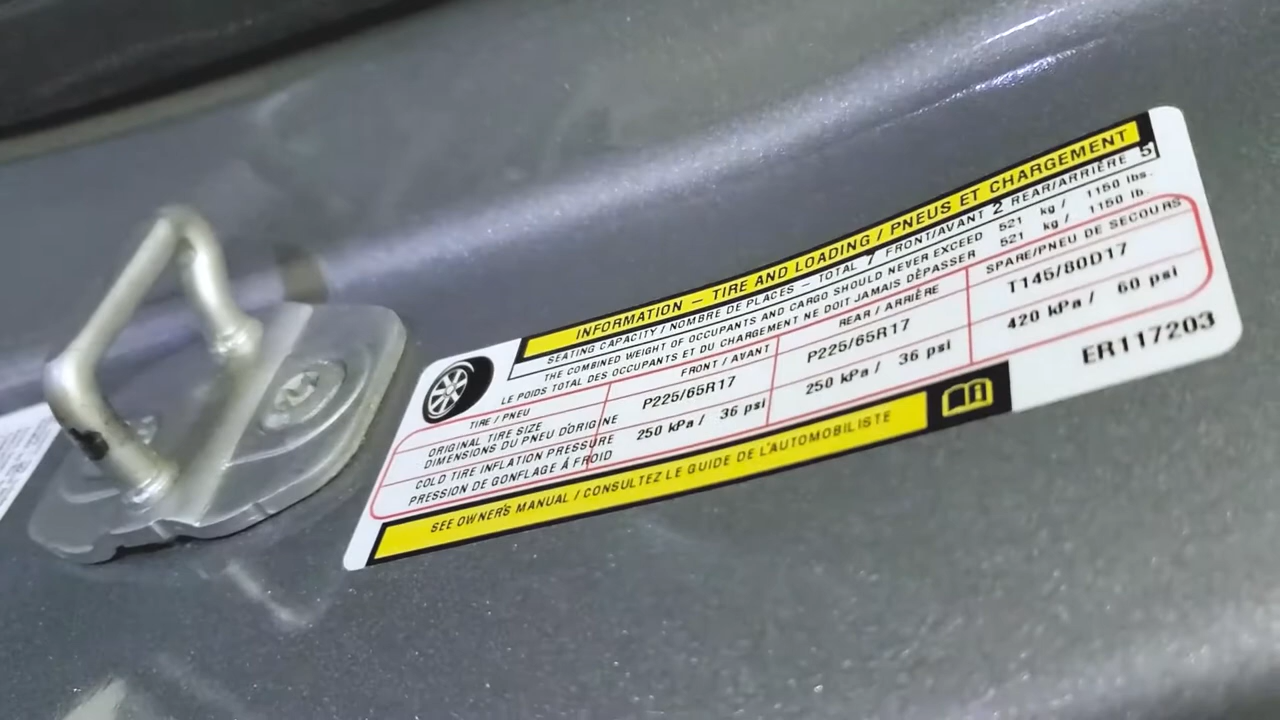 INFORMATION – TIRE AND LOADING / PNEUS ET CHARGEMENT
SEATING CAPACITY / NOMBRE DE PLACES – TOTAL 7 FRONT/AVANT 2 REAR/ARRIÈRE 5
THE COMBINED WEIGHT OF OCCUPANTS AND CARGO SHOULD NEVER EXCEED 521 kg / 1150 lbs.
LE POIDS TOTAL DES OCCUPANTS ET DU CHARGEMENT NE DOIT JAMAIS DÉPASSER 521 kg / 1150 lb.
TIRE / PNEU FRONT / AVANT REAR / ARRIÈRE SPARE/PNEU DE SECOURS
ORIGINAL TIRE SIZE
DIMENSIONS DU PNEU D'ORIGINE P225/65R17 P225/65R17 T145/80D17
COLD TIRE INFLATION PRESSURE
PRESSION DE GONFLAGE À FROID 250 kPa / 36 psi 250 kPa / 36 psi 420 kPa / 60 psi
SEE OWNER'S MANUAL / CONSULTEZ LE GUIDE DE L'AUTOMOBILISTE
ER117203